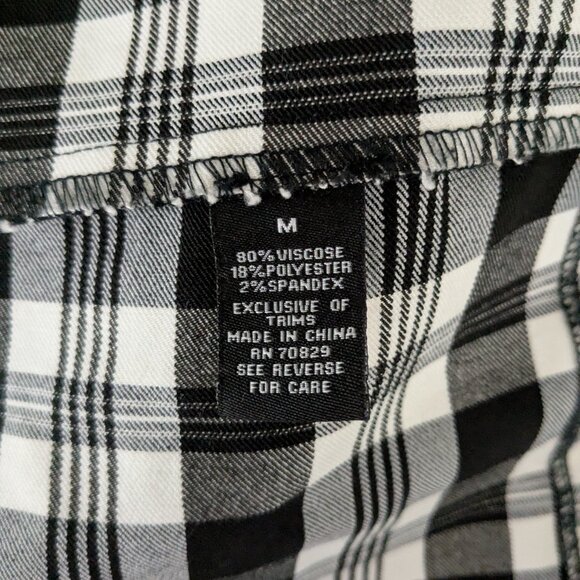 M
80%VISCOSE
18%POLYESTER
2%SPANDEX
EXCLUSIVE OF
TRIMS
MADE IN CHINA
RN 70829
SEE REVERSE
FOR CARE